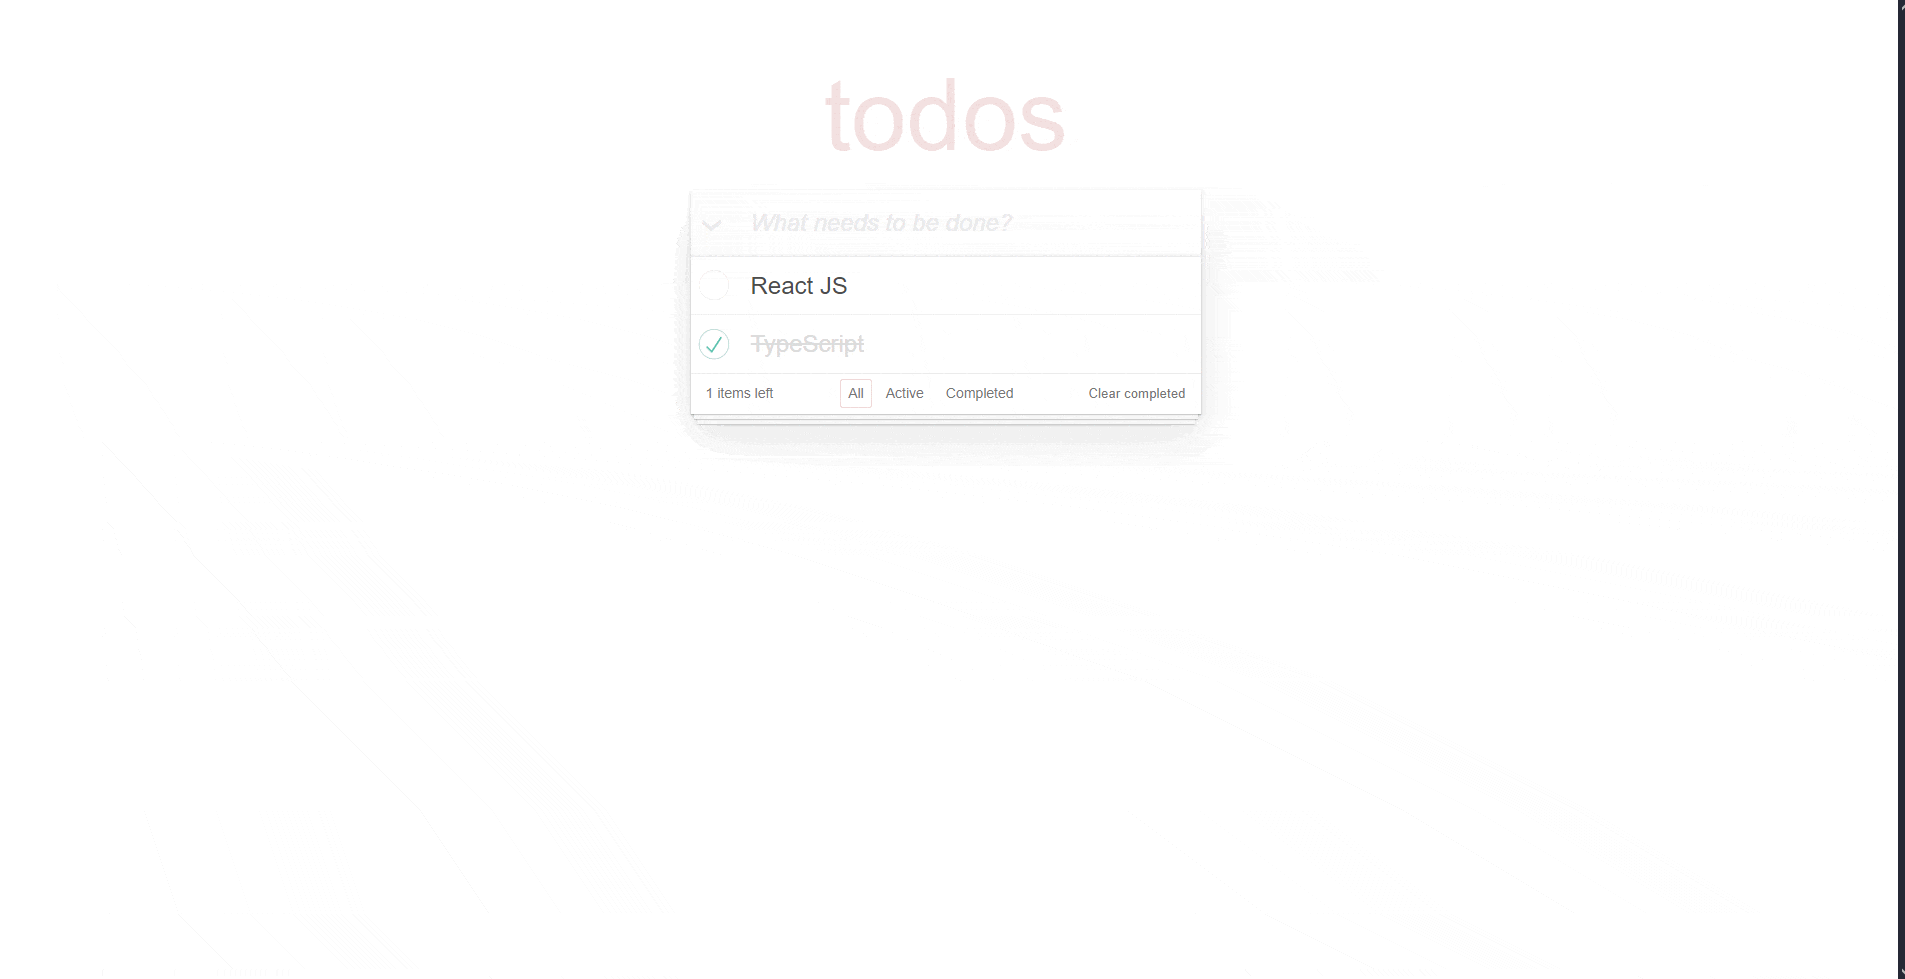 todos
What needs to be done?
React JS
TypeScript
1 items left All Active Completed Clear completed